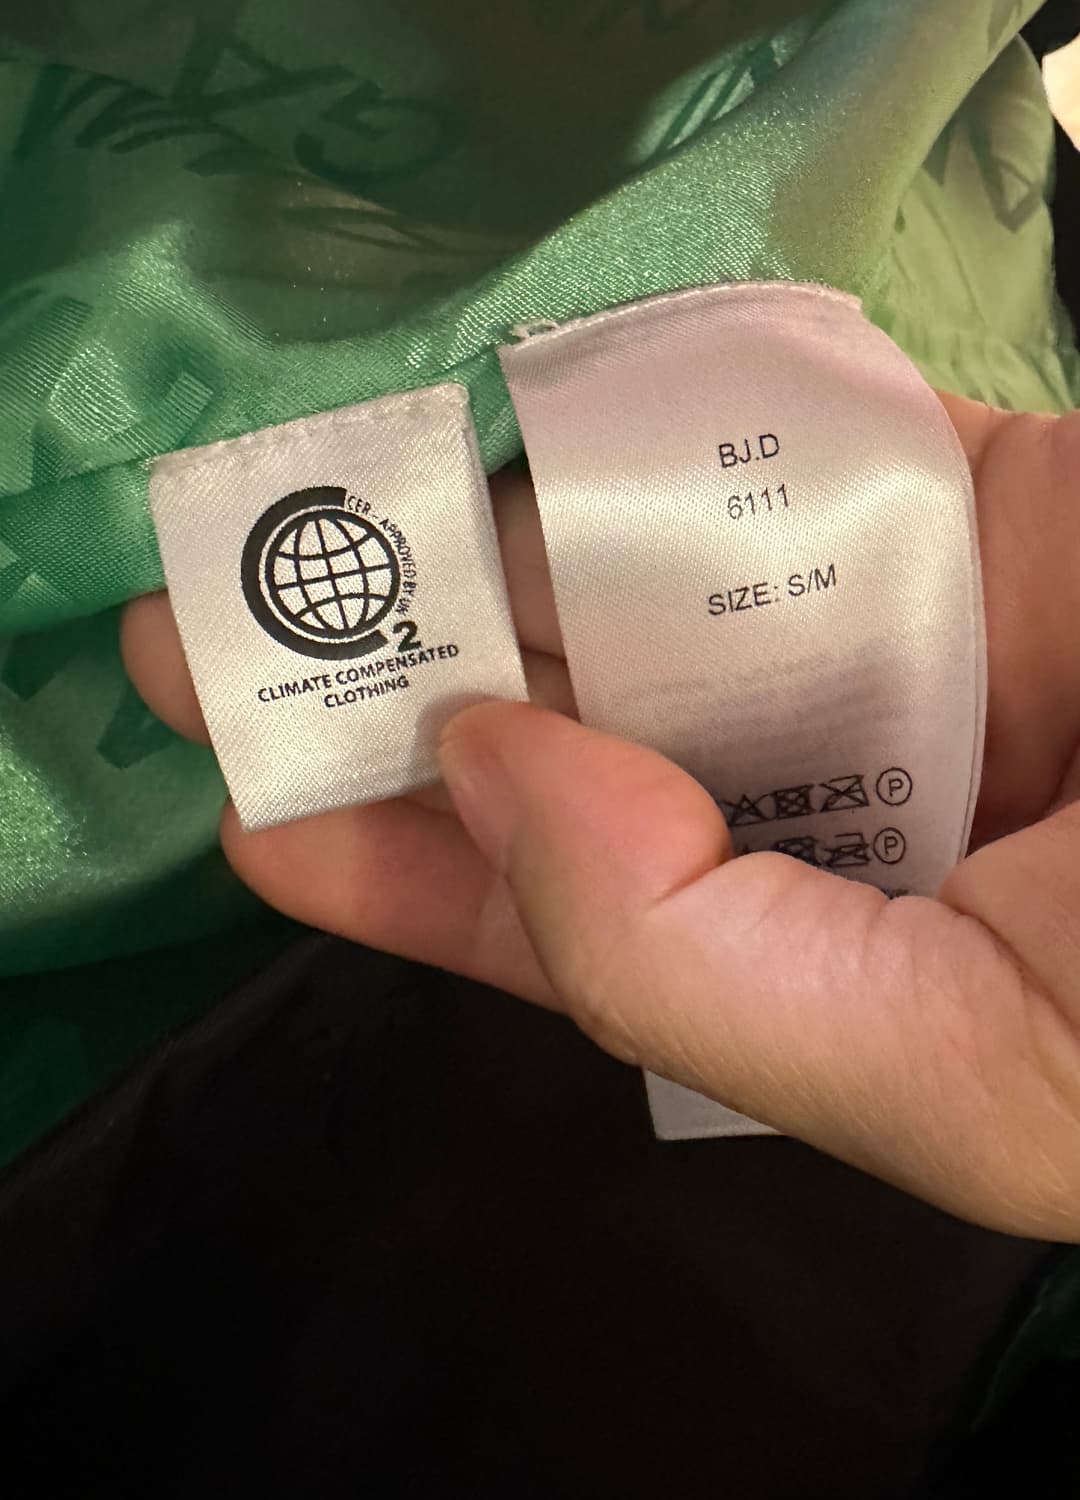 CER - APPROVED BY UN
2
CLIMATE COMPENSATED
CLOTHING
BJ.D
6111
SIZE: S/M
P
P